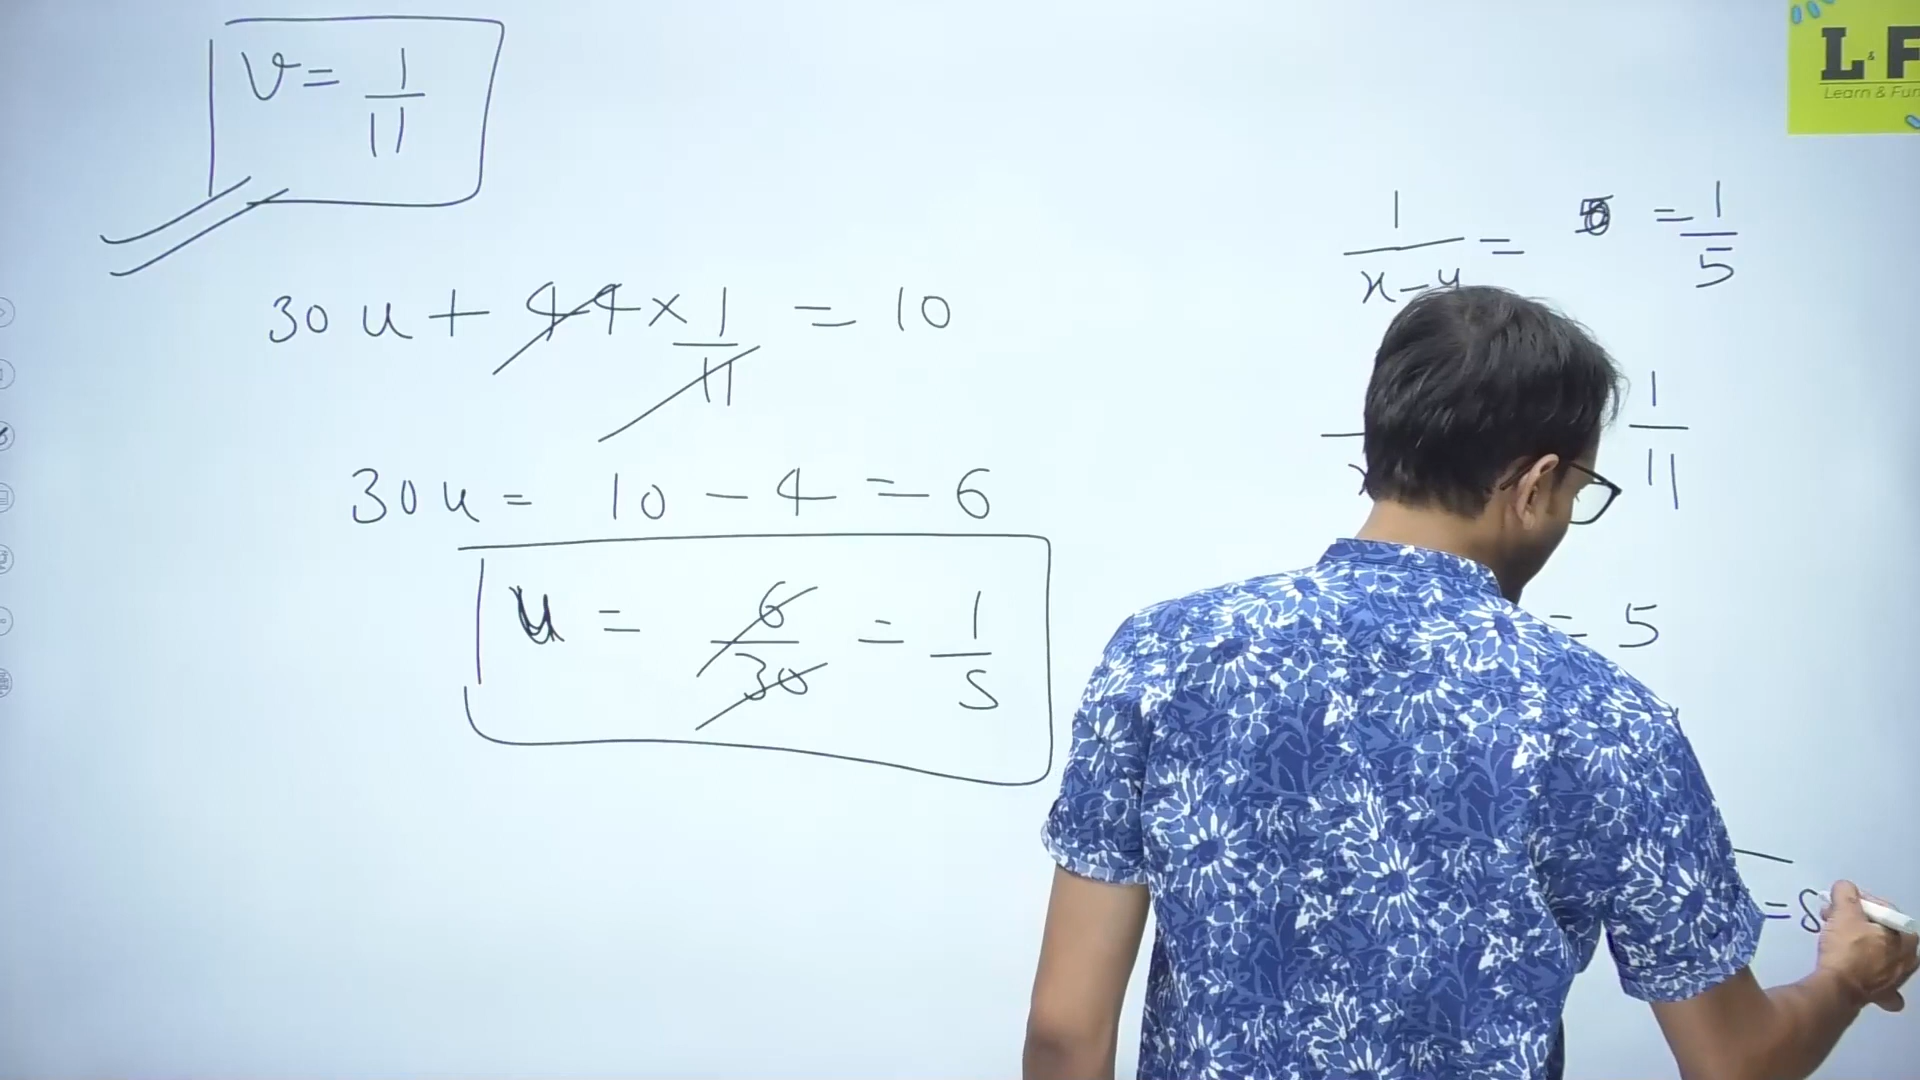 v = 1/11
30u + 44 × 1/11 = 10
30u = 10 - 4 = 6
u = 6/30 = 1/5
L & F
Learn & Fun
1/x-y = = 1/5
1/11
= 5
= 8